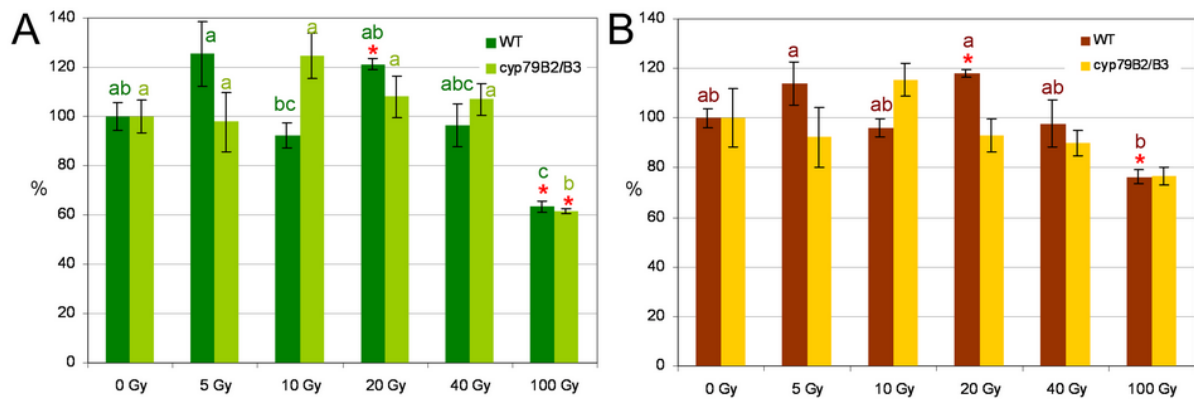 A
140
120
100
80
60
40
20
0
%
WT
cyp79B2/B3
ab a
a a
bc a
ab * a
abc a
c * b *
0 Gy 5 Gy 10 Gy 20 Gy 40 Gy 100 Gy
B
140
120
100
80
60
40
20
0
%
WT
cyp79B2/B3
ab
a
ab
a *
ab
b *
0 Gy 5 Gy 10 Gy 20 Gy 40 Gy 100 Gy